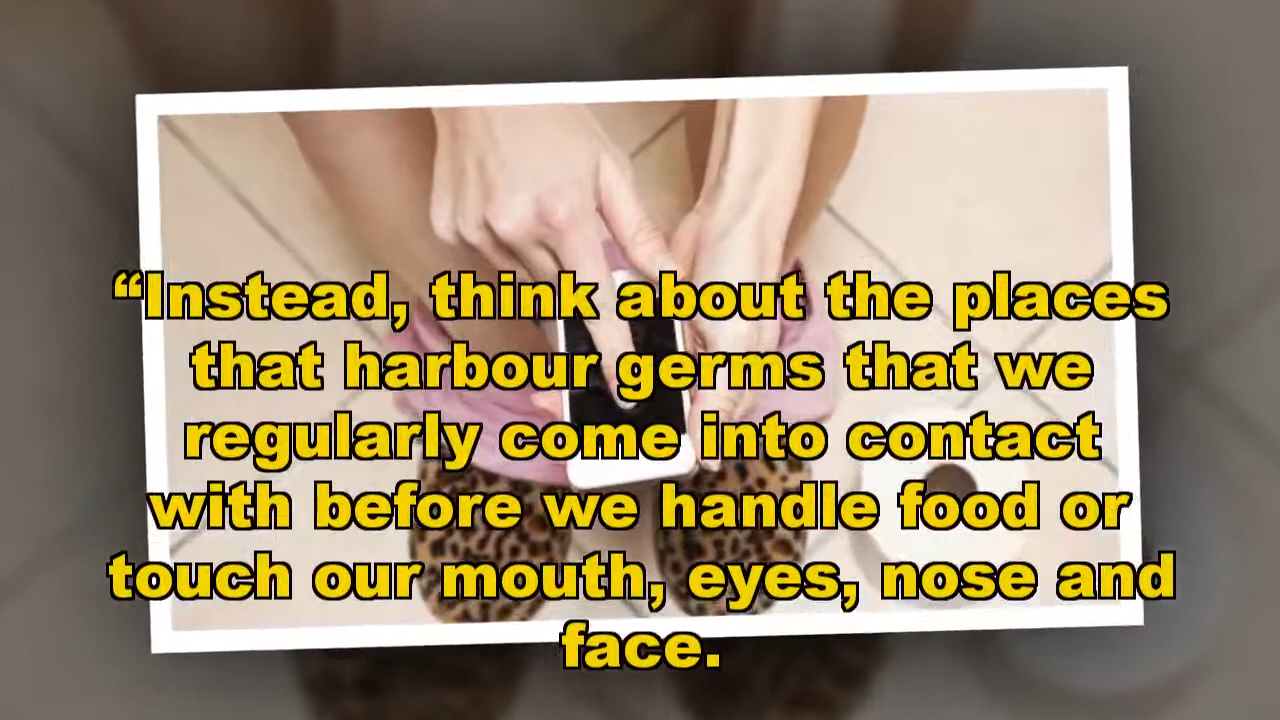 “Instead, think about the places
that harbour germs that we
regularly come into contact
with before we handle food or
touch our mouth, eyes, nose and
face.